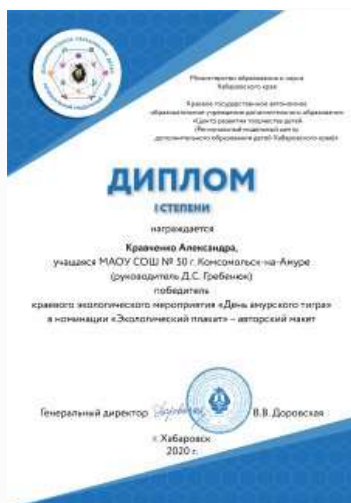 Министерство образования и науки
Хабаровского края
Краевое государственное автономное
образовательное учреждение дополнительного образования
«Центр развития творчества детей
(Региональный модельный центр
дополнительного образования детей Хабаровского края)»
ДИПЛОМ
I СТЕПЕНИ
награждается
Кравченко Александра,
учащаяся МАОУ СОШ № 50 г. Комсомольск-на-Амуре
(руководитель Д.С. Гребенюк)
победитель
краевого экологического мероприятия «День амурского тигра»
в номинации «Экологический плакат» – авторский макет
Генеральный директор В.В. Доровская
г. Хабаровск
2020 г.